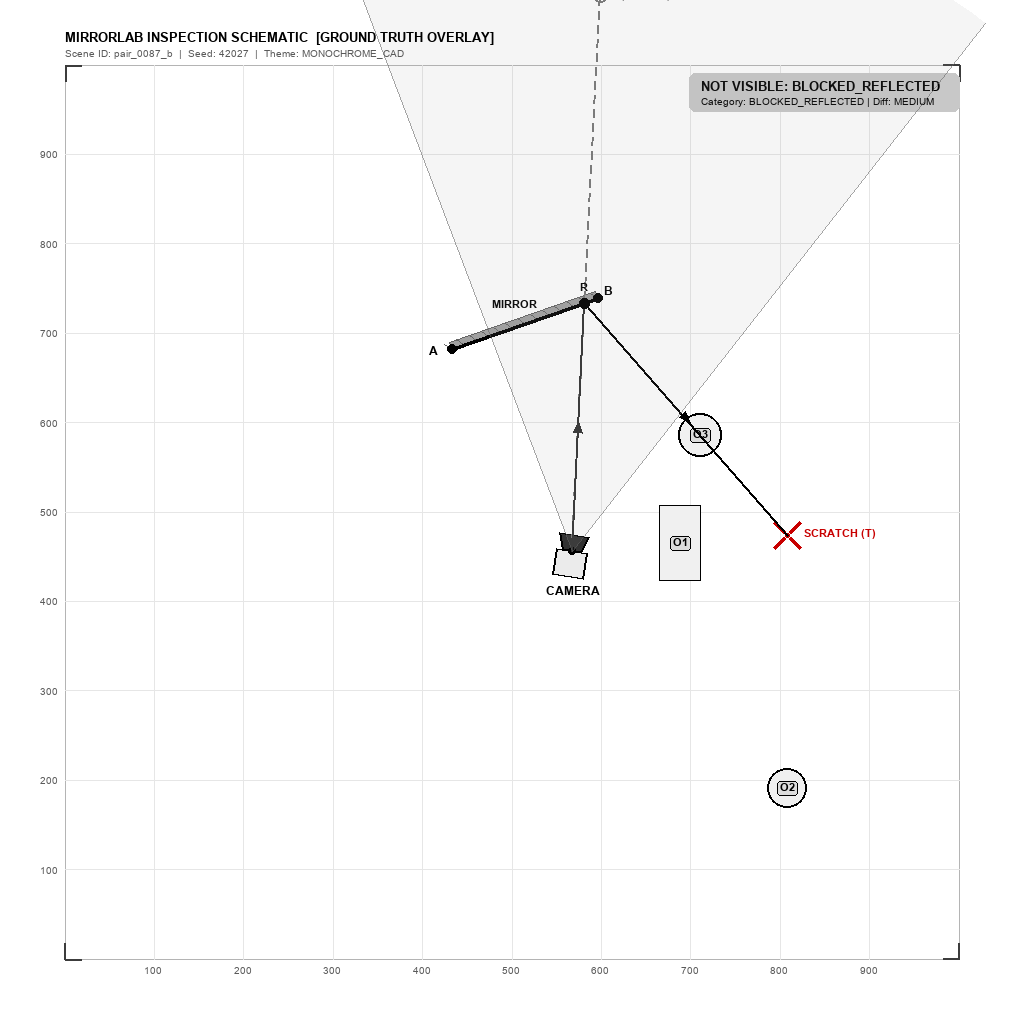 MIRRORLAB INSPECTION SCHEMATIC [GROUND TRUTH OVERLAY]
Scene ID: pair_0087_b | Seed: 42027 | Theme: MONOCHROME_CAD
NOT VISIBLE: BLOCKED_REFLECTED
Category: BLOCKED_REFLECTED | Diff: MEDIUM
900
800
R
B
MIRROR
A
700
600
O3
500
SCRATCH (T)
O1
CAMERA
400
300
200
O2
100
100 200 300 400 500 600 700 800 900